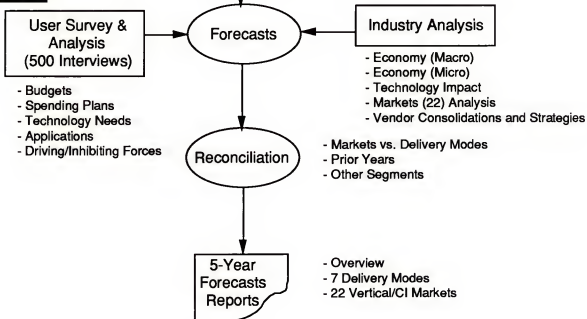 User Survey &
Analysis
(500 Interviews)
- Budgets
- Spending Plans
- Technology Needs
- Applications
- Driving/Inhibiting Forces
Forecasts
Industry Analysis
- Economy (Macro)
- Economy (Micro)
- Technology Impact
- Markets (22) Analysis
- Vendor Consolidations and Strategies
Reconciliation
- Markets vs. Delivery Modes
- Prior Years
- Other Segments
5-Year
Forecasts
Reports
- Overview
- 7 Delivery Modes
- 22 Vertical/CI Markets